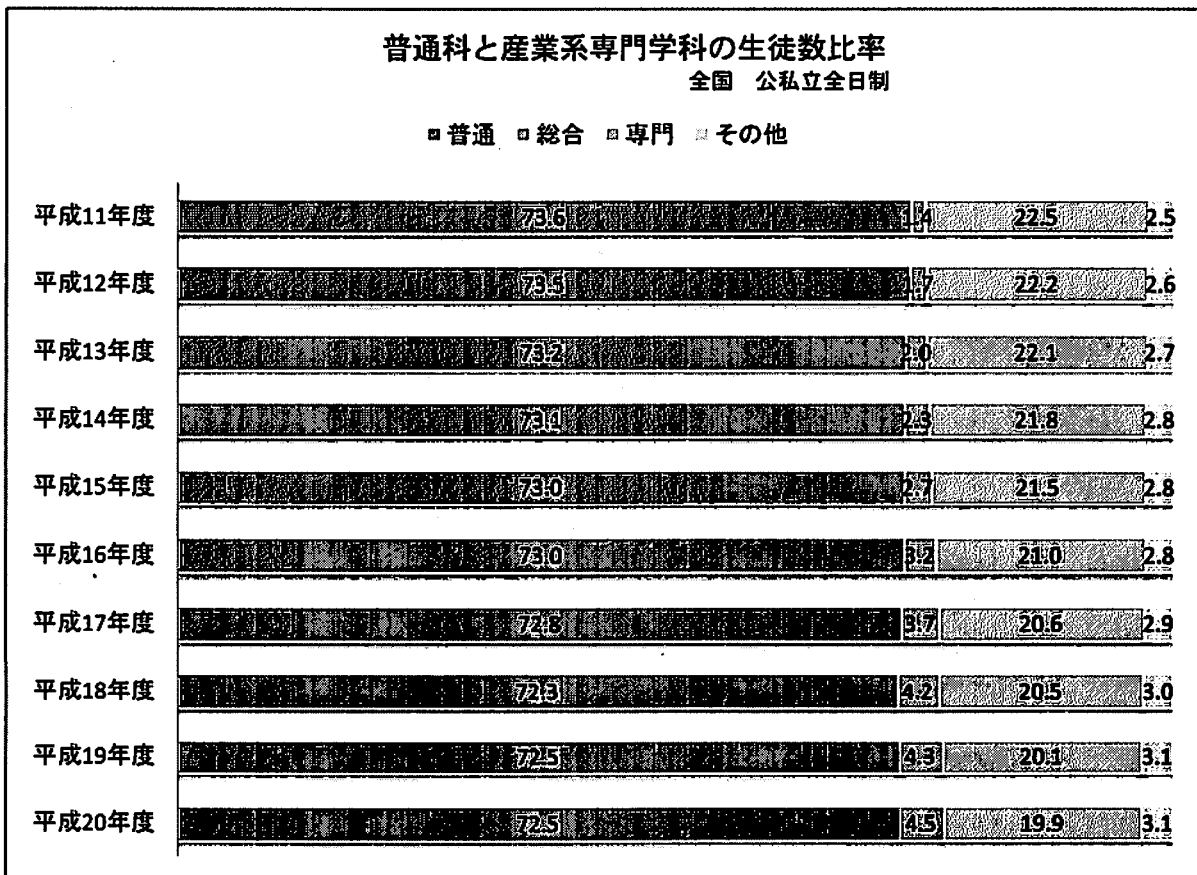 普通科と産業系専門学科の生徒数比率
全国 公私立全日制
普通 総合 専門 その他
平成11年度 73.6 1.4 22.5 2.5
平成12年度 73.5 1.7 22.2 2.6
平成13年度 73.2 2.0 22.1 2.7
平成14年度 73.1 2.3 21.8 2.8
平成15年度 73.0 2.7 21.5 2.8
平成16年度 73.0 3.2 21.0 2.8
平成17年度 72.8 3.7 20.6 2.9
平成18年度 72.3 4.2 20.5 3.0
平成19年度 72.5 4.3 20.1 3.1
平成20年度 72.5 4.5 19.9 3.1